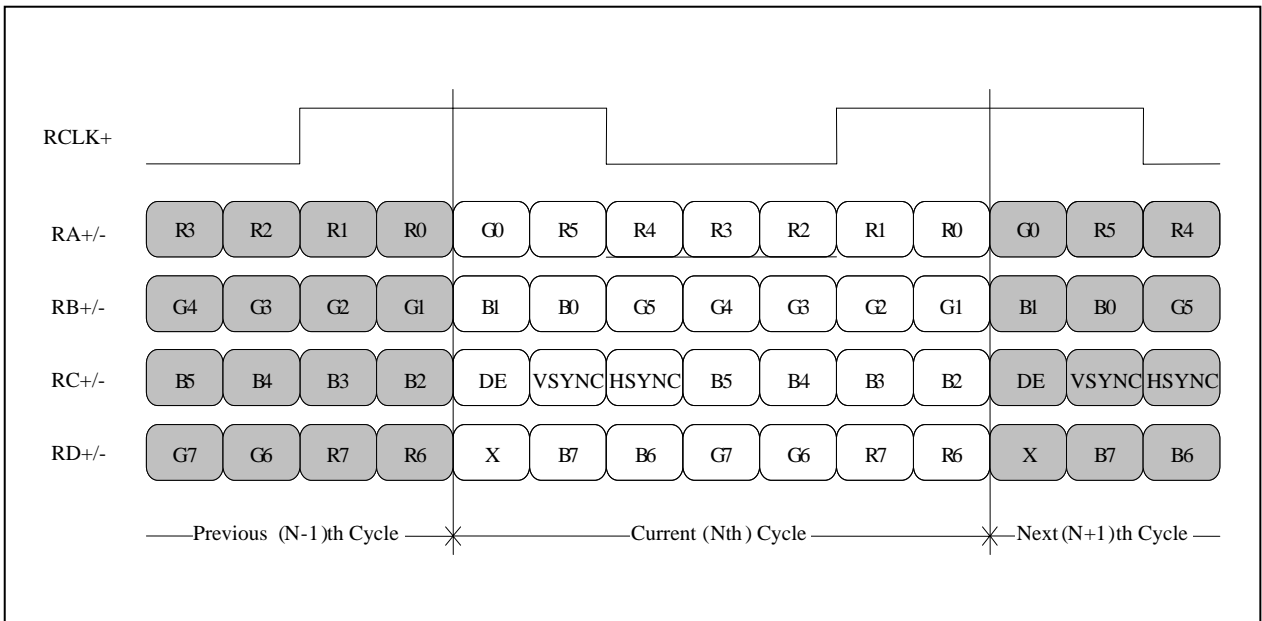 RCLK+
RA+/- R3 R2 R1 R0 G0 R5 R4 R3 R2 R1 R0 G0 R5 R4
RB+/- G4 G3 G2 G1 B1 B0 G5 G4 G3 G2 G1 B1 B0 G5
RC+/- B5 B4 B3 B2 DE VSYNC HSYNC B5 B4 B3 B2 DE VSYNC HSYNC
RD+/- G7 G6 R7 R6 X B7 B6 G7 G6 R7 R6 X B7 B6
Previous (N-1)th Cycle Current (Nth) Cycle Next (N+1)th Cycle